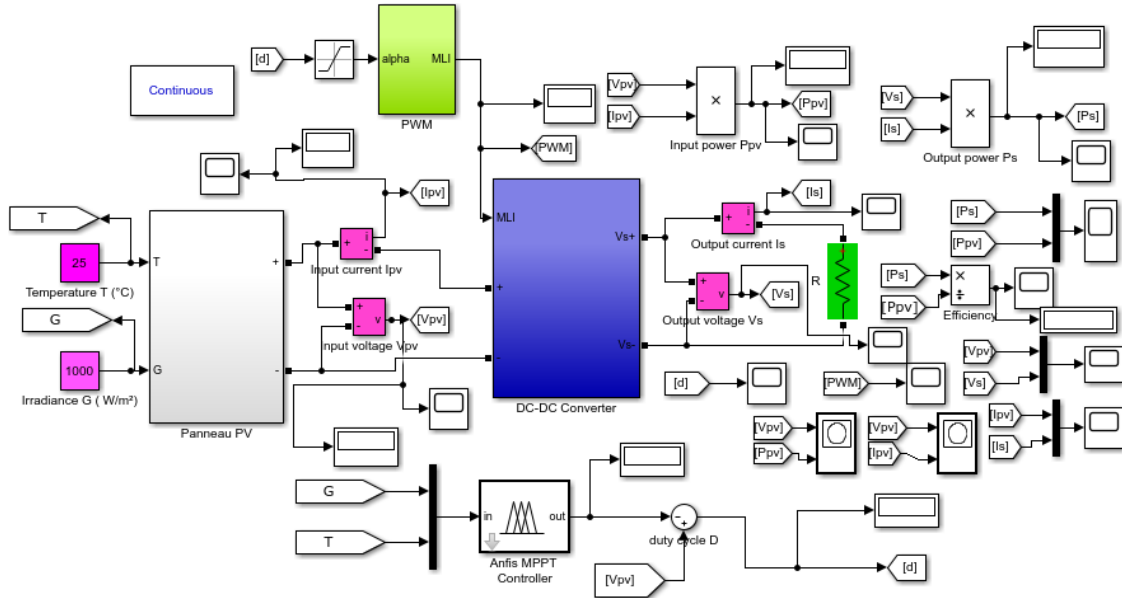 [d]
alpha
MLI
PWM
Continuous
[PWM]
[Vpv]
[Ipv]
×
Input power Ppv
[Ppv]
[Vs]
[Is]
×
Output power Ps
[Ps]
[Ipv]
T
25
Temperature T (°C)
G
1000
Irradiance G ( W/m²)
T
G
+
-
Panneau PV
+
i
-
Input current Ipv
+
-
v
Input voltage Vpv
[Vpv]
MLI
+
-
Vs+
Vs-
DC-DC Converter
+
i
-
Output current Is
[Is]
+
-
v
Output voltage Vs
[Vs]
R
+
[Ps]
[Ppv]
[Ps]
[Ppv]
×
÷
Efficiency
[Vpv]
[Vs]
[Ipv]
[Is]
[d]
[PWM]
[Vpv]
[Ppv]
[Vpv]
[Ipv]
G
T
in
out
Anfis MPPT
Controller
-
+
duty cycle D
[Vpv]
[d]